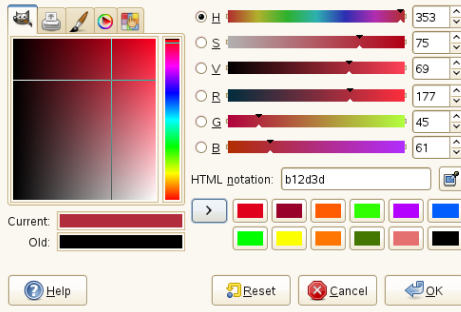 H 353
S 75
V 69
R 177
G 45
B 61
HTML notation: b12d3d
>
Current:
Old:
Help Reset Cancel OK